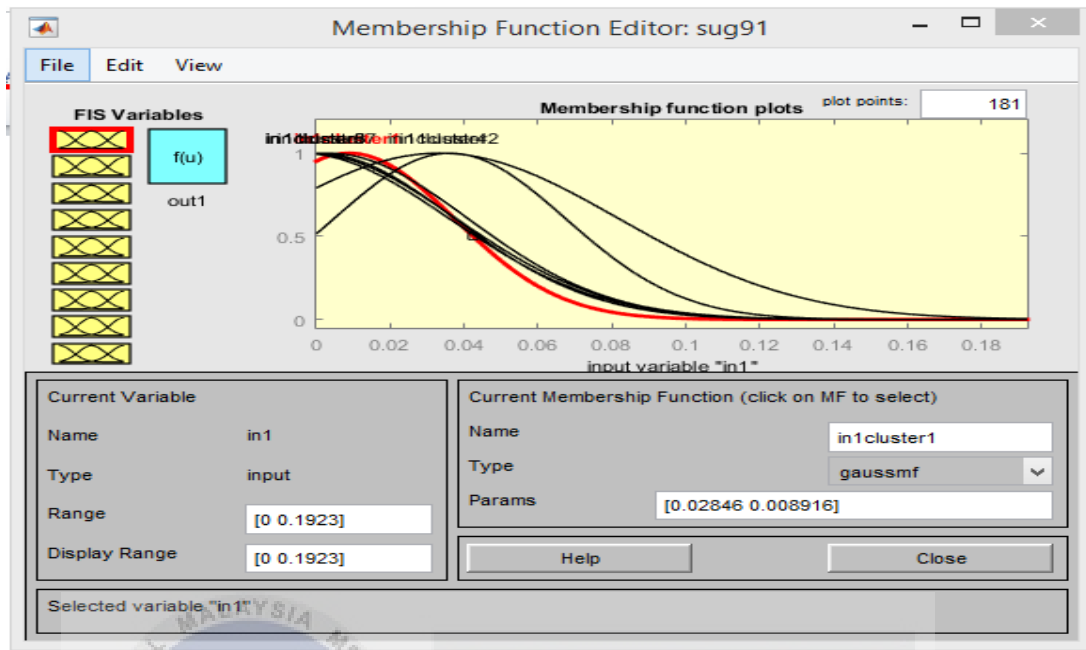 Membership Function Editor: sug91
File Edit View
FIS Variables
f(u)
out1
Membership function plots
plot points:
181
1
0.5
0
0 0.02 0.04 0.06 0.08 0.1 0.12 0.14 0.16 0.18
input variable "in1"
Current Variable
Name in1
Type input
Range [0 0.1923]
Display Range [0 0.1923]
Current Membership Function (click on MF to select)
Name in1cluster1
Type gaussmf
Params [0.02846 0.008916]
Help Close
Selected variable "in1"
MALAYSIA